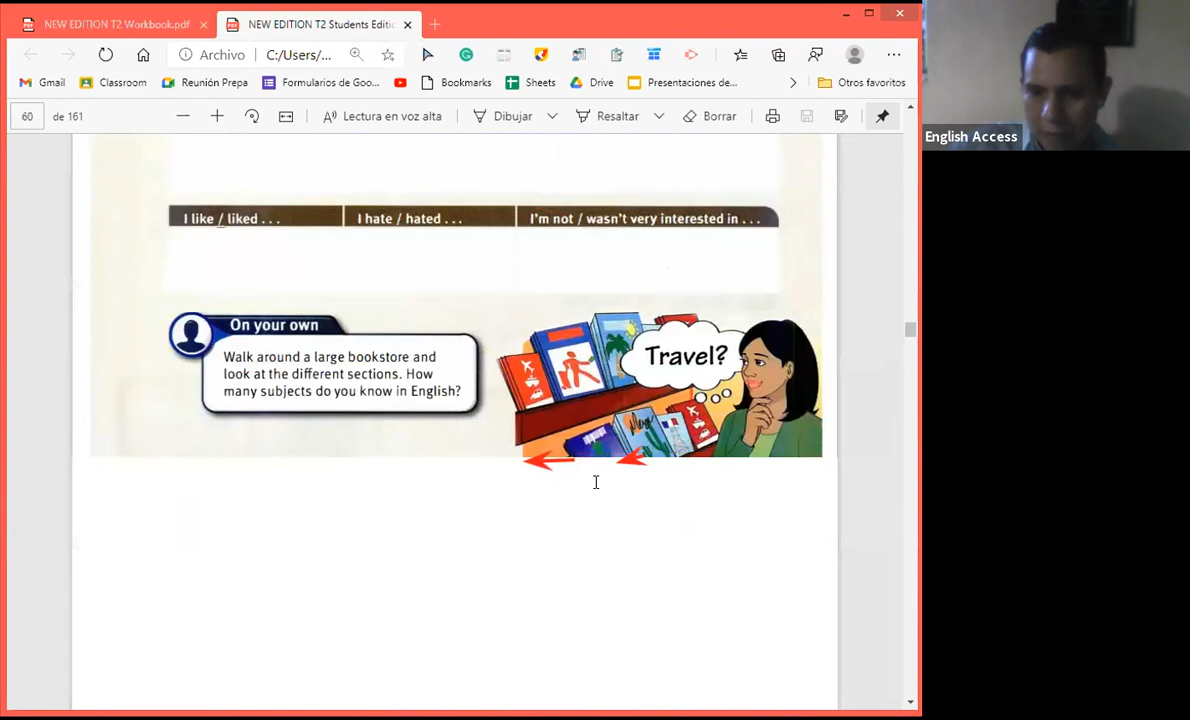 NEW EDITION T2 Workbook.pdf
NEW EDITION T2 Students Editi
Archivo
C:/Users/...
Gmail
Classroom
Reunión Prepa
Formularios de Goo...
Bookmarks
Sheets
Drive
Presentaciones de...
Otros favoritos
60
de 161
Lectura en voz alta
Dibujar
Resaltar
Borrar
English Access
I like / liked . . .
I hate / hated . . .
I'm not / wasn't very interested in . . .
On your own
Walk around a large bookstore and
look at the different sections. How
many subjects do you know in English?
Travel?